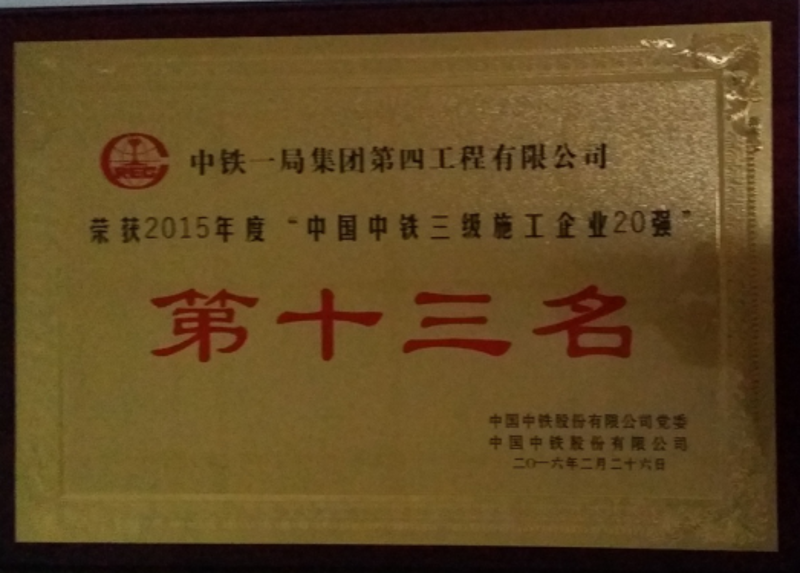 CREC
中铁一局集团第四工程有限公司
荣获2015年度“中国中铁三级施工企业20强”
第十三名
中国中铁股份有限公司党委
中国中铁股份有限公司
二〇一六年二月二十六日